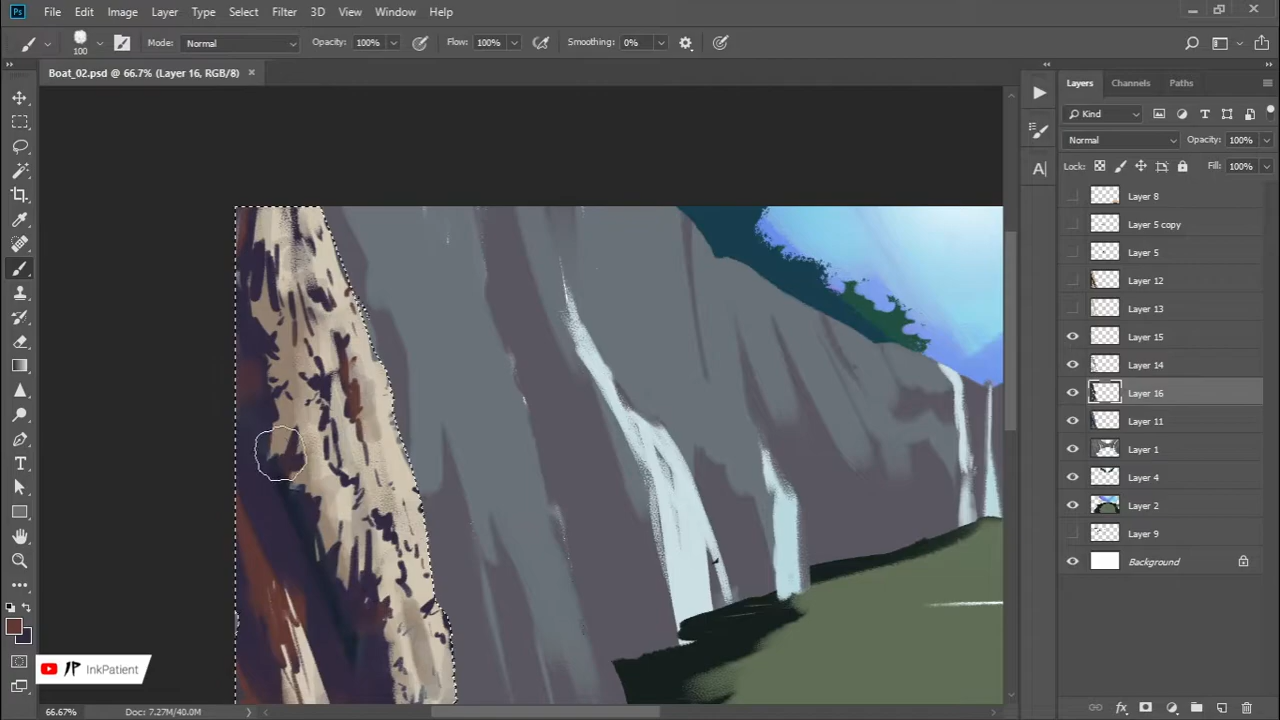 Ps File Edit Image Layer Type Select Filter 3D View Window Help
100 Mode: Normal Opacity: 100% Flow: 100% Smoothing: 0%
Boat_02.psd @ 66.7% (Layer 16, RGB/8)
Layers Channels Paths
Kind
Normal Opacity: 100%
Lock: Fill: 100%
Layer 8
Layer 5 copy
Layer 5
Layer 12
Layer 13
Layer 15
Layer 14
Layer 16
Layer 11
Layer 1
Layer 4
Layer 2
Layer 9
Background
InkPatient
66.67% Doc: 7.27M/40.0M